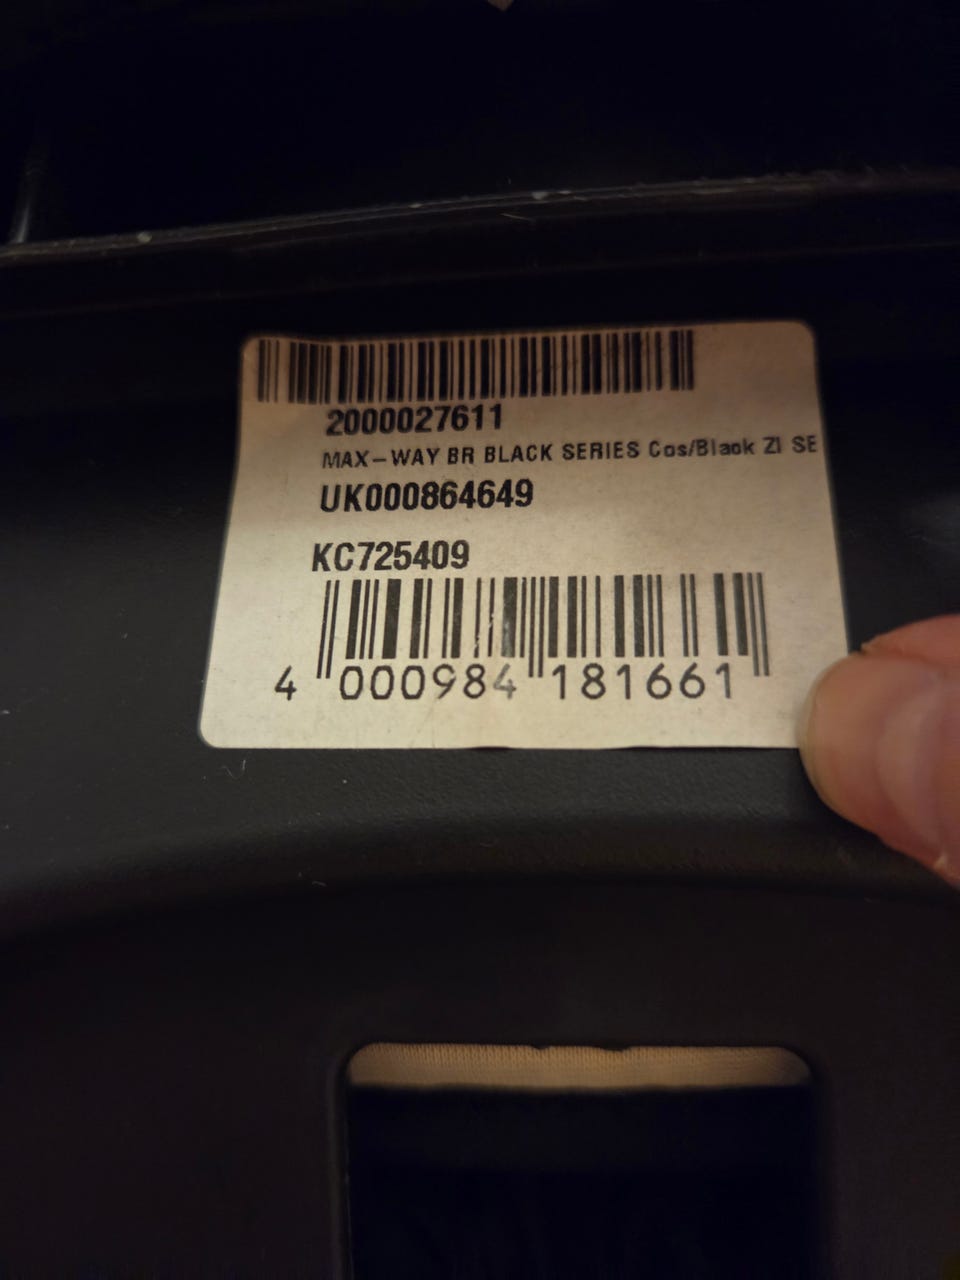 2000027611
MAX-WAY BR BLACK SERIES Cos/Black ZI SE
UK000864649
KC725409
4 000984 181661